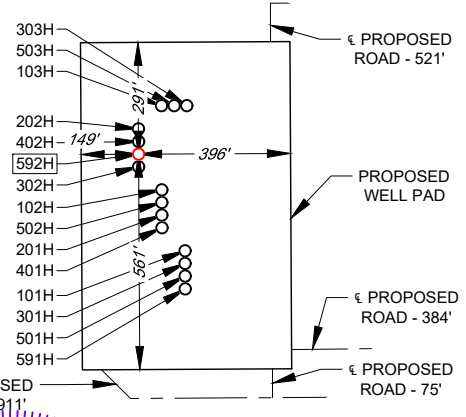 303H
503H
103H
202H
402H
592H
302H
102H
502H
201H
401H
101H
301H
501H
591H
291'
149'
396'
561'
℄ PROPOSED
ROAD - 521'
PROPOSED
WELL PAD
℄ PROPOSED
ROAD - 384'
℄ PROPOSED
ROAD - 75'